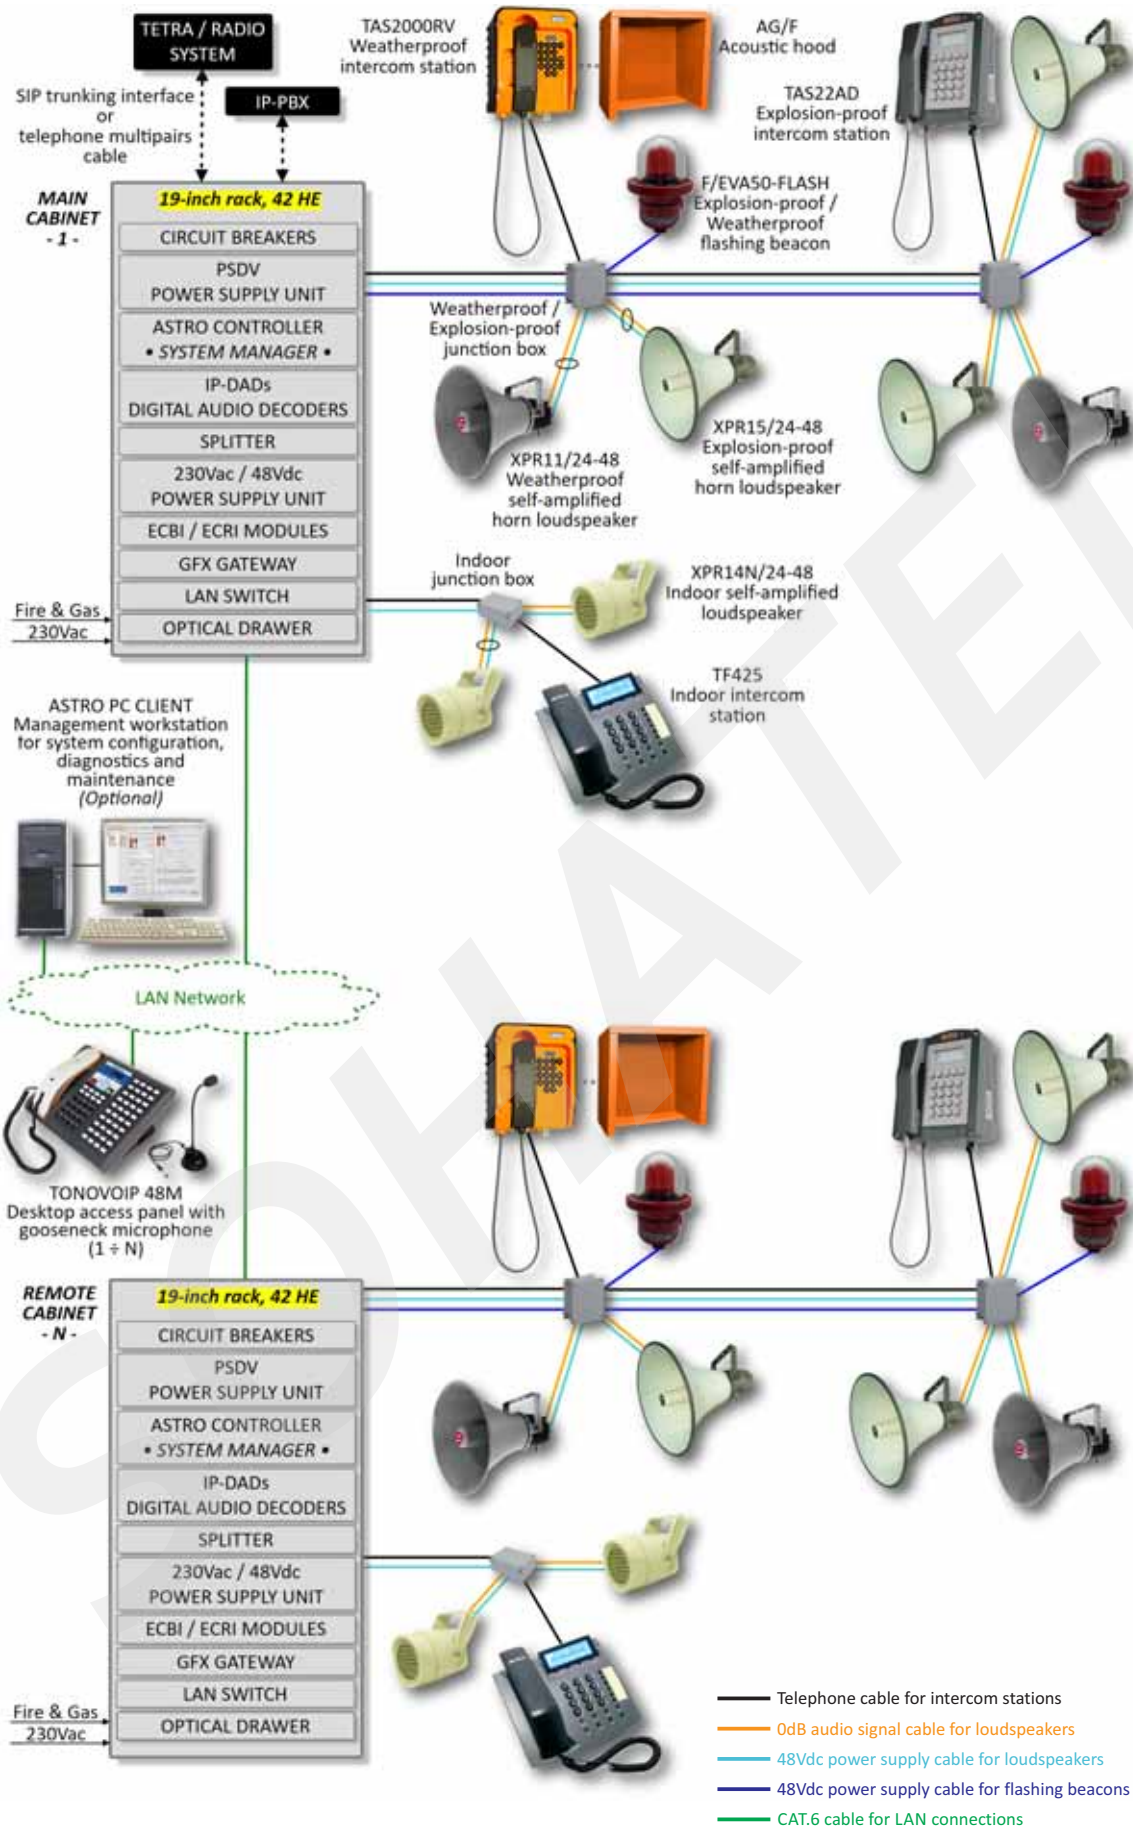 TETRA / RADIO
SYSTEM
SIP trunking interface
or
telephone multipairs
cable
IP-PBX
TAS2000RV
Weatherproof
intercom station
AG/F
Acoustic hood
TAS22AD
Explosion-proof
intercom station
F/EVA50-FLASH
Explosion-proof /
Weatherproof
flashing beacon
MAIN
CABINET
- 1 -
19-inch rack, 42 HE
CIRCUIT BREAKERS
PSDV
POWER SUPPLY UNIT
ASTRO CONTROLLER
• SYSTEM MANAGER •
IP-DADs
DIGITAL AUDIO DECODERS
SPLITTER
230Vac / 48Vdc
POWER SUPPLY UNIT
ECBI / ECRI MODULES
GFX GATEWAY
LAN SWITCH
OPTICAL DRAWER
Fire & Gas
230Vac
Weatherproof /
Explosion-proof
junction box
XPR11/24-48
Weatherproof
self-amplified
horn loudspeaker
XPR15/24-48
Explosion-proof
self-amplified
horn loudspeaker
Indoor
junction box
XPR14N/24-48
Indoor self-amplified
loudspeaker
TF425
Indoor intercom
station
ASTRO PC CLIENT
Management workstation
for system configuration,
diagnostics and
maintenance
(Optional)
LAN Network
TONOVOIP 48M
Desktop access panel with
gooseneck microphone
(1 ÷ N)
REMOTE
CABINET
- N -
19-inch rack, 42 HE
CIRCUIT BREAKERS
PSDV
POWER SUPPLY UNIT
ASTRO CONTROLLER
• SYSTEM MANAGER •
IP-DADs
DIGITAL AUDIO DECODERS
SPLITTER
230Vac / 48Vdc
POWER SUPPLY UNIT
ECBI / ECRI MODULES
GFX GATEWAY
LAN SWITCH
OPTICAL DRAWER
Fire & Gas
230Vac
Telephone cable for intercom stations
0dB audio signal cable for loudspeakers
48Vdc power supply cable for loudspeakers
48Vdc power supply cable for flashing beacons
CAT.6 cable for LAN connections
SOHATEL